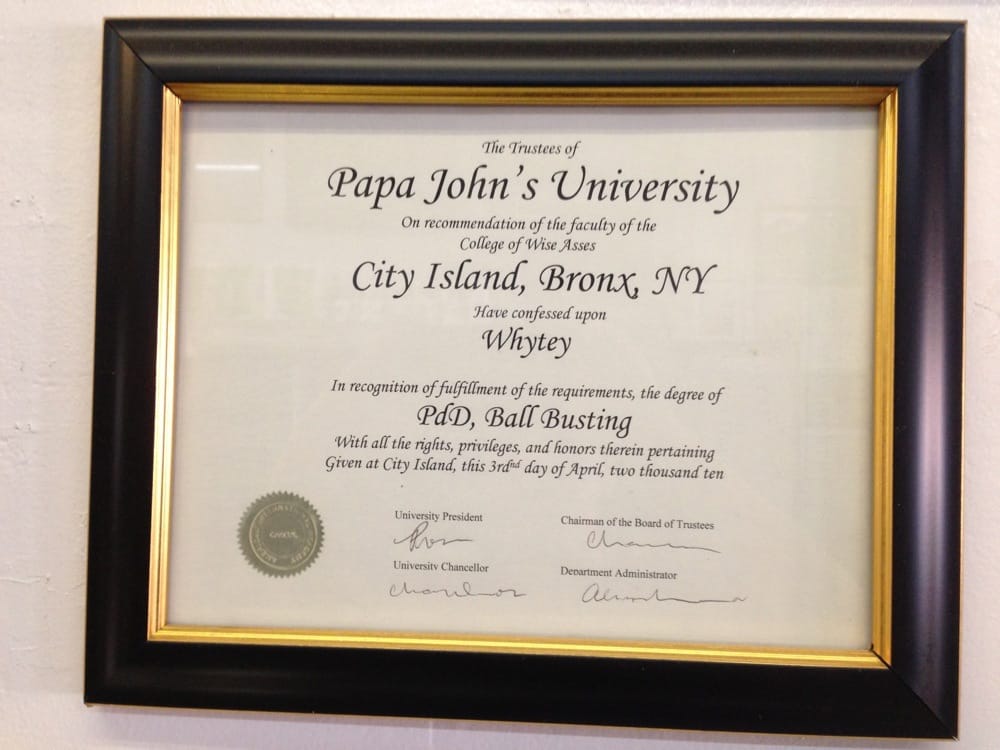 The Trustees of
Papa John's University
On recommendation of the faculty of the
College of Wise Asses
City Island, Bronx, NY
Have confessed upon
Whytey
In recognition of fulfillment of the requirements, the degree of
PdD, Ball Busting
With all the rights, privileges, and honors therein pertaining
Given at City Island, this 3rdnd day of April, two thousand ten
University President
Chairman of the Board of Trustees
University Chancellor
Department Administrator